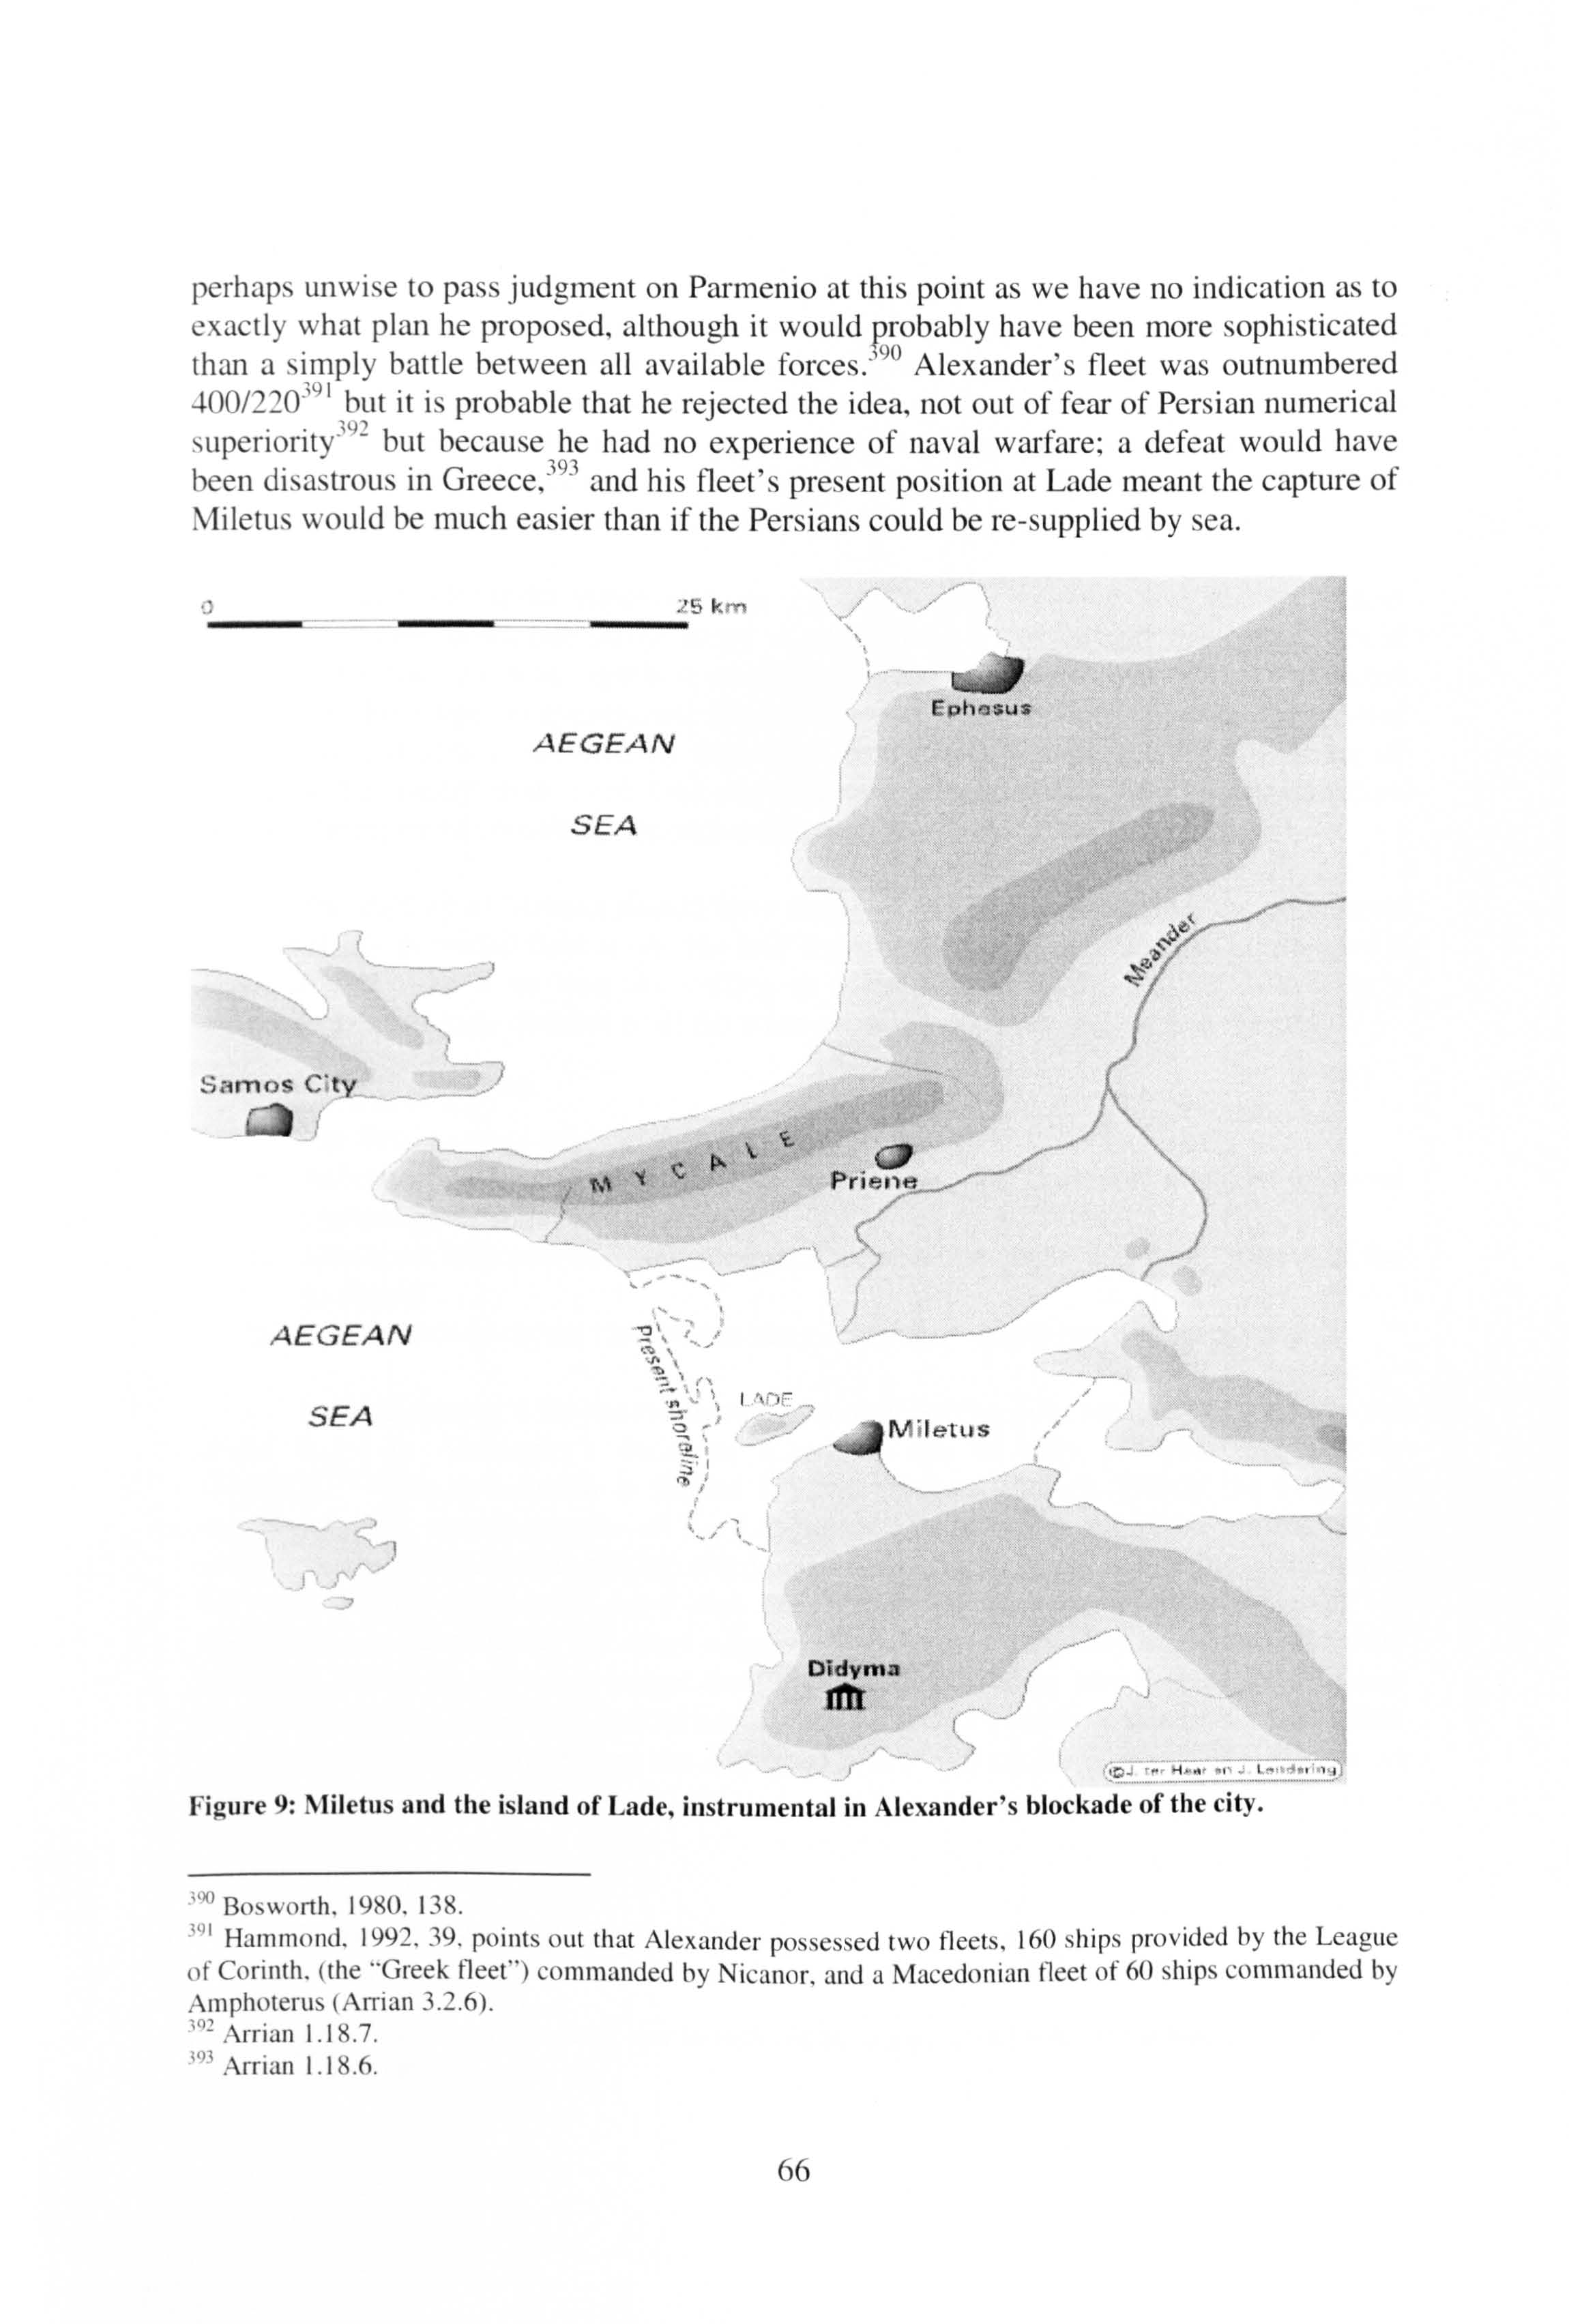 perhaps unwise to pass judgment on Parmenio at this point as we have no indication as to
exactly what plan he proposed, although it would probably have been more sophisticated
than a simply battle between all available forces.390 Alexander's fleet was outnumbered
400/220391 but it is probable that he rejected the idea, not out of fear of Persian numerical
superiority392 but because he had no experience of naval warfare; a defeat would have
been disastrous in Greece,393 and his fleet's present position at Lade meant the capture of
Miletus would be much easier than if the Persians could be re-supplied by sea.
0 25 km
Ephesus
AEGEAN
SEA
Meander
Samos City
MYCALE
Priene
AEGEAN
SEA
Present shoreline
LADE
Miletus
Didyma
©J. ter Haar en J. Lendering
Figure 9: Miletus and the island of Lade, instrumental in Alexander's blockade of the city.
390 Bosworth, 1980, 138.
391 Hammond, 1992, 39, points out that Alexander possessed two fleets, 160 ships provided by the League
of Corinth, (the "Greek fleet") commanded by Nicanor, and a Macedonian fleet of 60 ships commanded by
Amphoterus (Arrian 3.2.6).
392 Arrian 1.18.7.
393 Arrian 1.18.6.
66